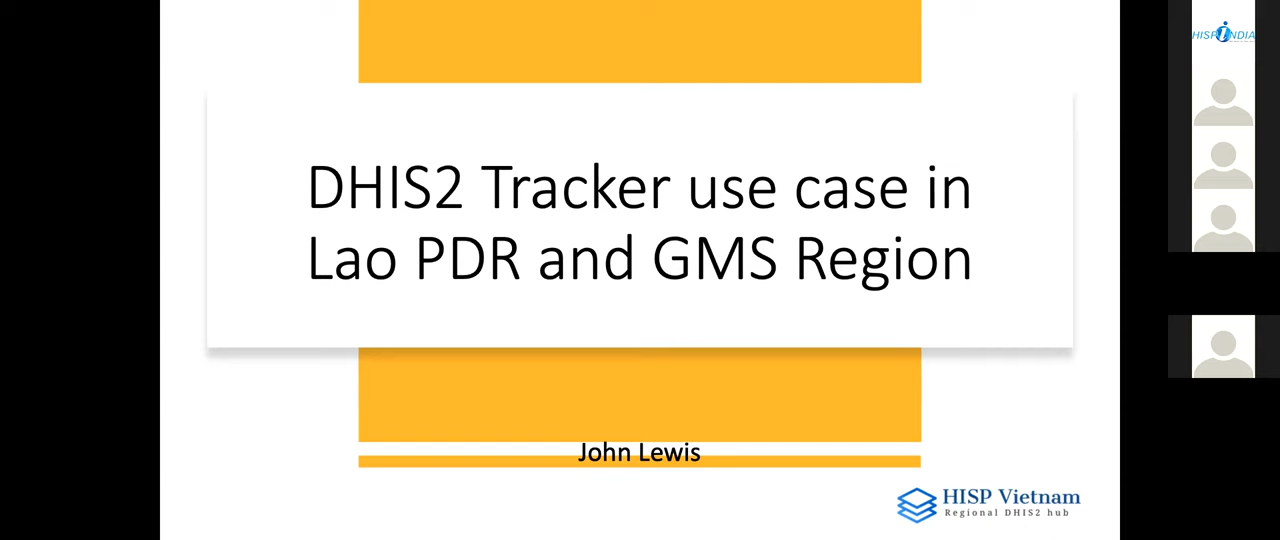 HISP INDIA
DHIS2 Tracker use case in
Lao PDR and GMS Region
John Lewis
HISP Vietnam
Regional DHIS2 hub